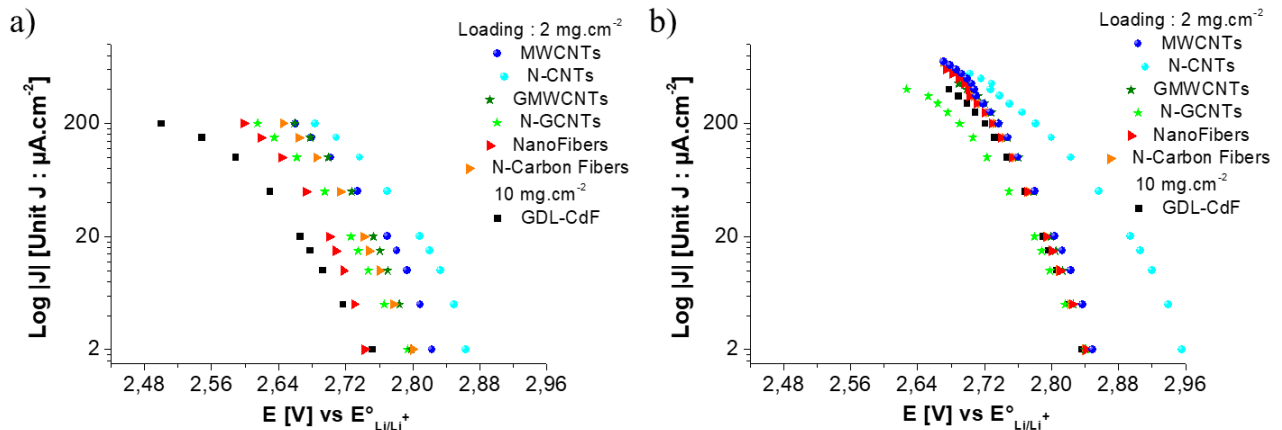 a)
Loading : 2 mg.cm-2
MWCNTs
N-CNTs
GMWCNTs
N-GCNTs
NanoFibers
N-Carbon Fibers
10 mg.cm-2
GDL-CdF
200
20
2
Log |J| [Unit J : µA.cm-2]
2,48 2,56 2,64 2,72 2,80 2,88 2,96
E [V] vs E°Li/Li+
b)
Loading : 2 mg.cm-2
MWCNTs
N-CNTs
GMWCNTs
N-GCNTs
NanoFibers
N-Carbon Fibers
10 mg.cm-2
GDL-CdF
200
20
2
Log |J| [Unit J : µA.cm-2]
2,48 2,56 2,64 2,72 2,80 2,88 2,96
E [V] vs E°Li/Li+